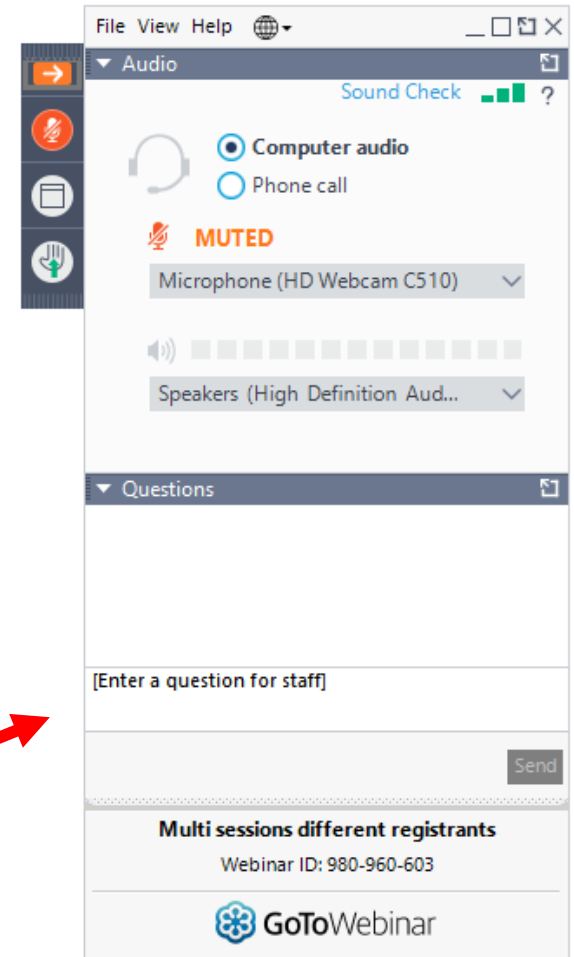 File View Help
Audio
Sound Check ?
Computer audio
Phone call
MUTED
Microphone (HD Webcam C510)
Speakers (High Definition Aud...
Questions
[Enter a question for staff]
Send
Multi sessions different registrants
Webinar ID: 980-960-603
GoToWebinar